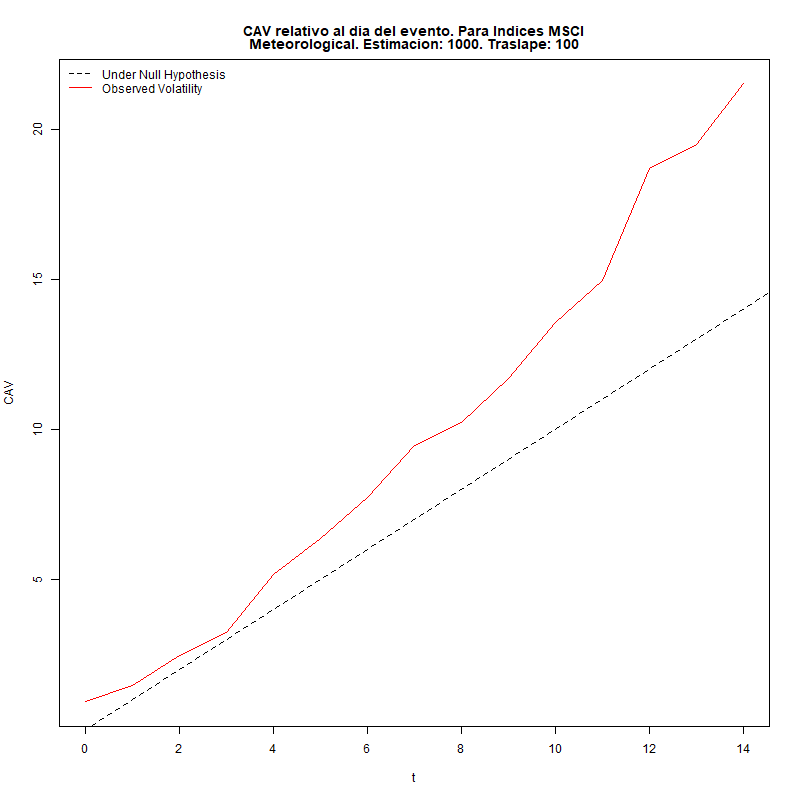 CAV relativo al dia del evento. Para Indices MSCI
Meteorological. Estimacion: 1000. Traslape: 100
Under Null Hypothesis
Observed Volatility
20
15
10
5
CAV
0 2 4 6 8 10 12 14
t